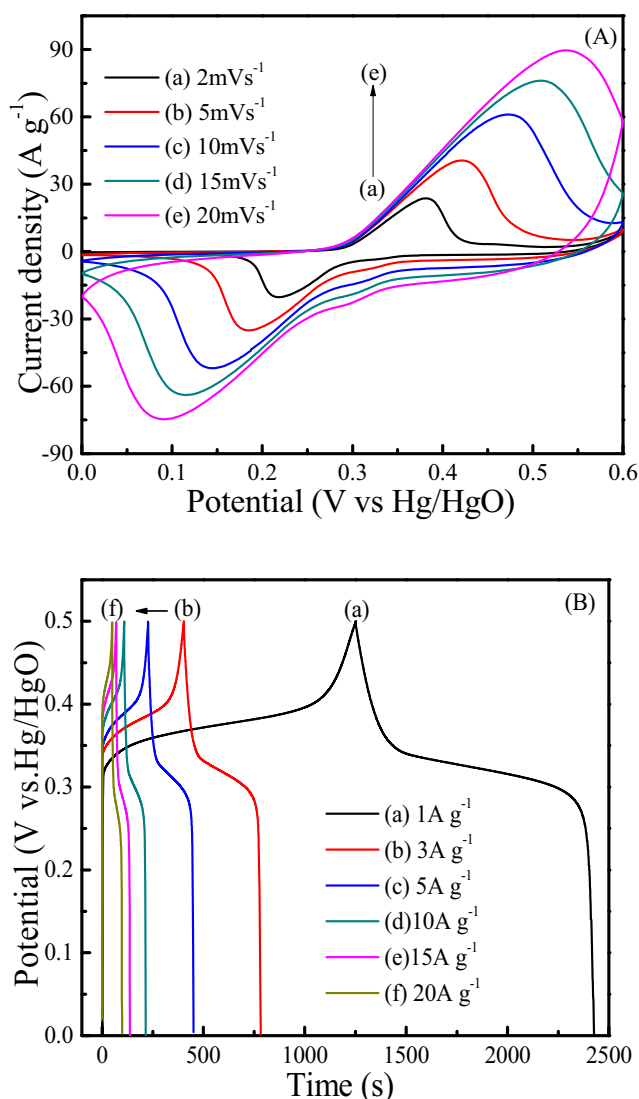 (A)
90
60
30
0
-30
-60
-90
Current density (A g⁻¹)
(a) 2mVs⁻¹
(b) 5mVs⁻¹
(c) 10mVs⁻¹
(d) 15mVs⁻¹
(e) 20mVs⁻¹
(e)
(a)
0.0 0.1 0.2 0.3 0.4 0.5 0.6
Potential (V vs Hg/HgO)
(B)
(f) (b) (a)
0.5
0.4
0.3
0.2
0.1
0.0
Potential (V vs.Hg/HgO)
(a) 1A g⁻¹
(b) 3A g⁻¹
(c) 5A g⁻¹
(d)10A g⁻¹
(e)15A g⁻¹
(f) 20A g⁻¹
0 500 1000 1500 2000 2500
Time (s)